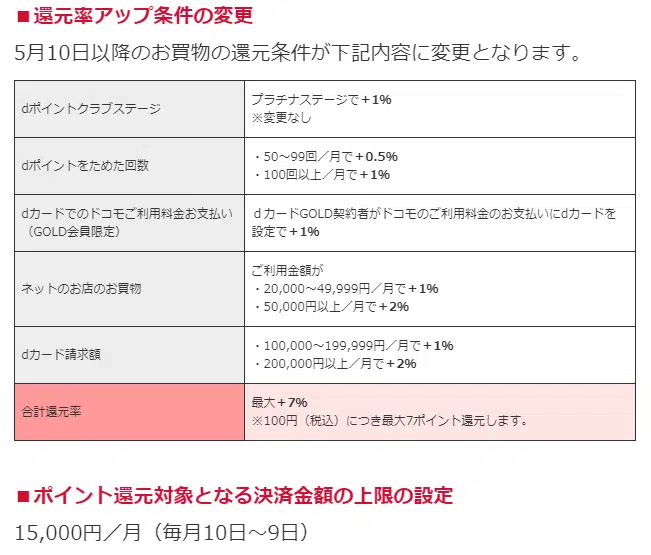 ■還元率アップ条件の変更
5月10日以降のお買物の還元条件が下記内容に変更となります。
dポイントクラブステージ
プラチナステージで＋1%
※変更なし
dポイントをためた回数
・50～99回／月で＋0.5%
・100回以上／月で＋1%
dカードでのドコモご利用料金お支払い
（GOLD会員限定）
ｄカードGOLD契約者がドコモのご利用料金のお支払いにdカードを
設定で＋1%
ネットのお店のお買物
ご利用金額が
・20,000～49,999円／月で＋1%
・50,000円以上／月で＋2%
dカード請求額
・100,000～199,999円／月で＋1%
・200,000円以上／月で＋2%
合計還元率
最大＋7%
※100円（税込）につき最大7ポイント還元します。
■ポイント還元対象となる決済金額の上限の設定
15,000円／月（毎月10日～9日）